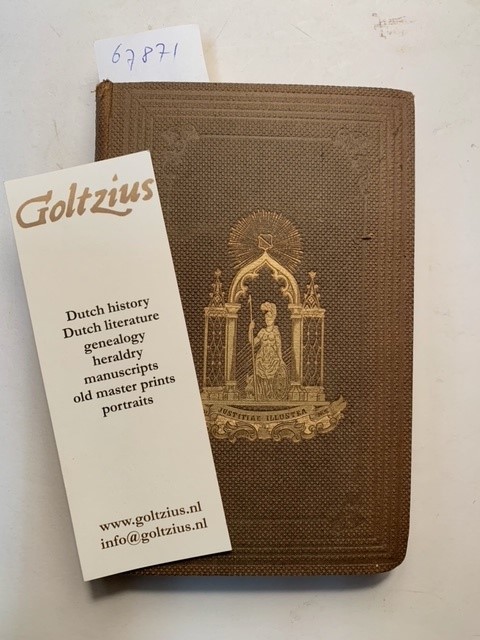 67871
Goltzius
Dutch history
Dutch literature
genealogy
heraldry
manuscripts
old master prints
portraits
www.goltzius.nl
info@goltzius.nl
JUSTITIAE ILLUSTRA